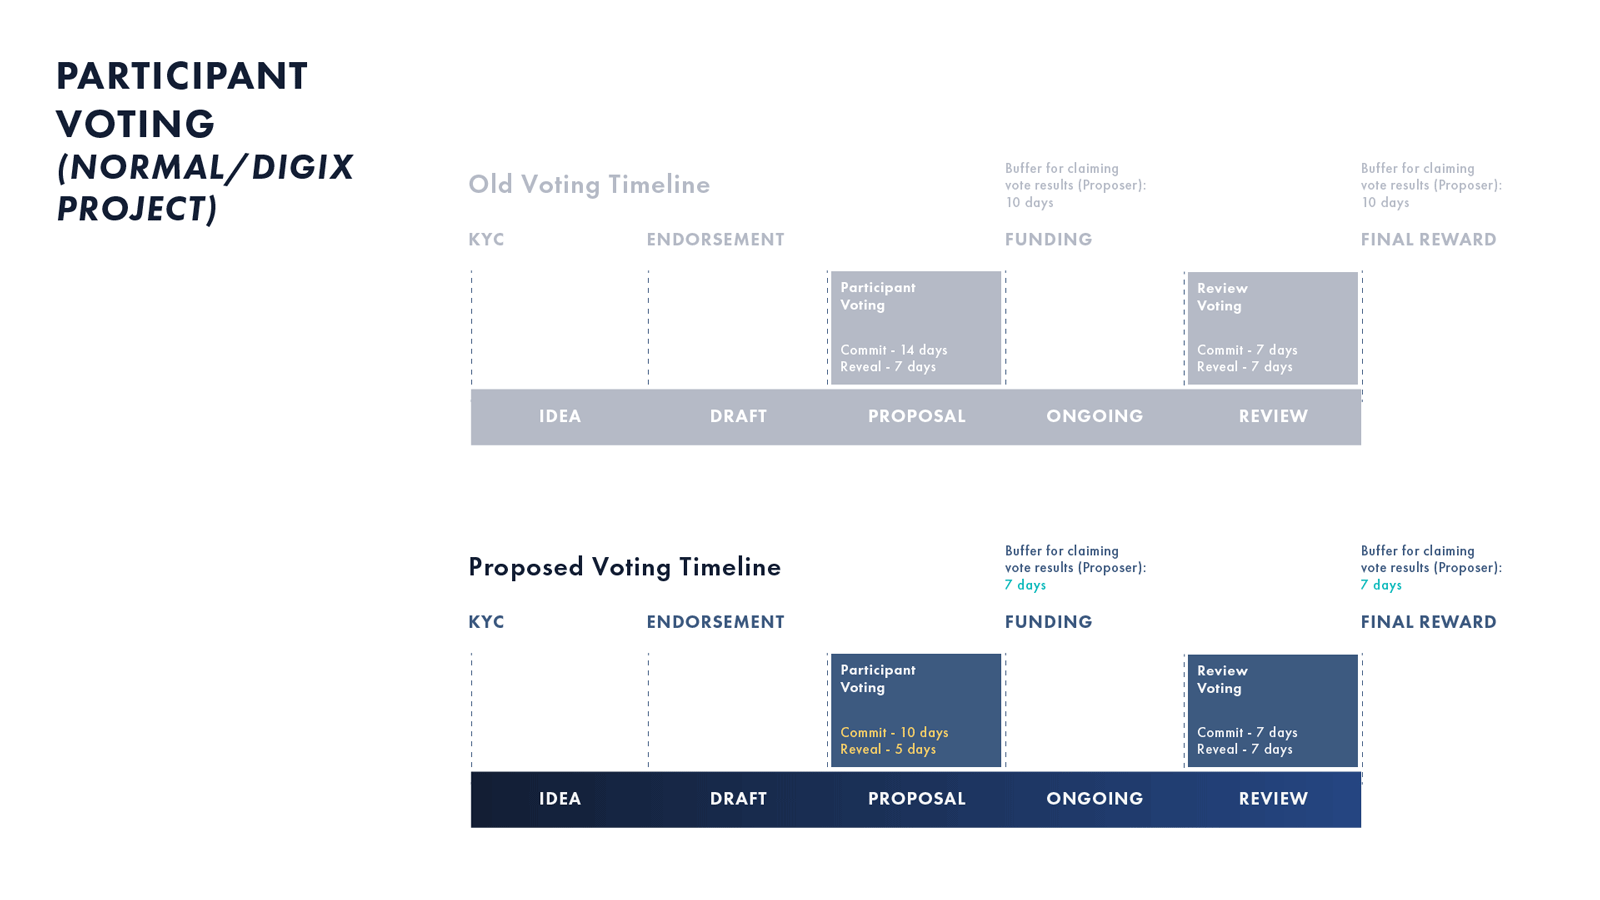 PARTICIPANT
VOTING
(NORMAL/DIGIX
PROJECT)
Old Voting Timeline
Buffer for claiming
vote results (Proposer):
10 days
Buffer for claiming
vote results (Proposer):
10 days
KYC
ENDORSEMENT
FUNDING
FINAL REWARD
Participant
Voting
Commit - 14 days
Reveal - 7 days
Review
Voting
Commit - 7 days
Reveal - 7 days
IDEA
DRAFT
PROPOSAL
ONGOING
REVIEW
Proposed Voting Timeline
Buffer for claiming
vote results (Proposer):
7 days
Buffer for claiming
vote results (Proposer):
7 days
KYC
ENDORSEMENT
FUNDING
FINAL REWARD
Participant
Voting
Commit - 10 days
Reveal - 5 days
Review
Voting
Commit - 7 days
Reveal - 7 days
IDEA
DRAFT
PROPOSAL
ONGOING
REVIEW